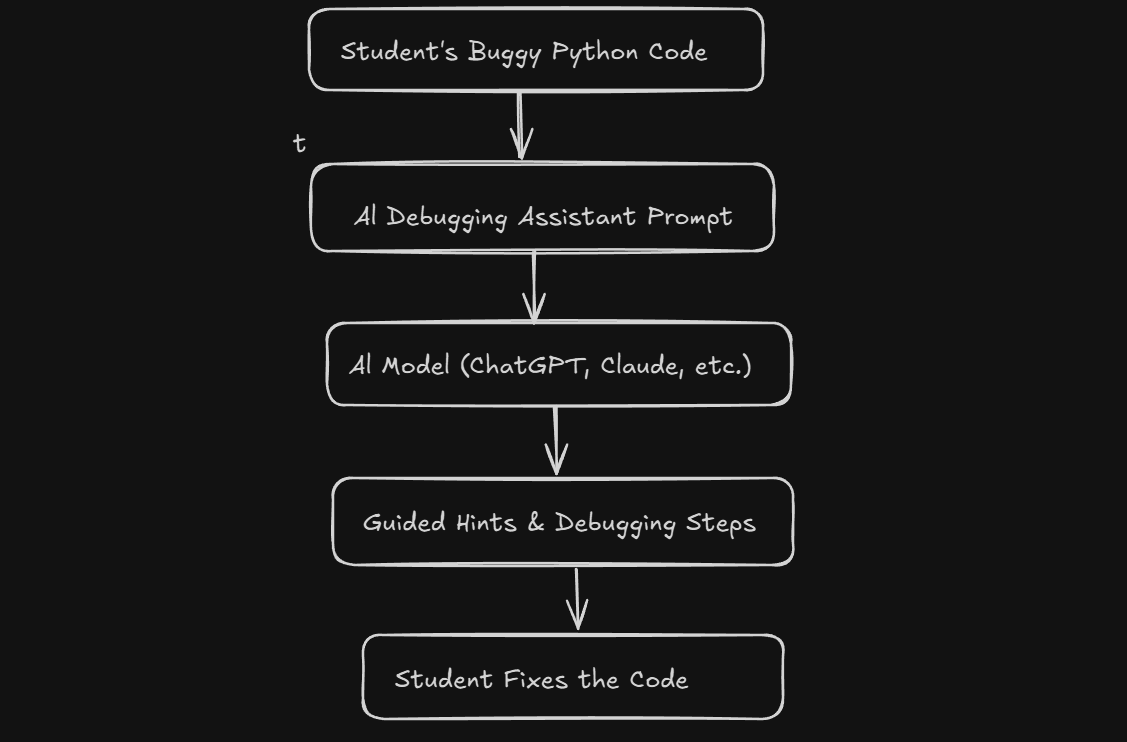 Student's Buggy Python Code
t
AI Debugging Assistant Prompt
AI Model (ChatGPT, Claude, etc.)
Guided Hints & Debugging Steps
Student Fixes the Code